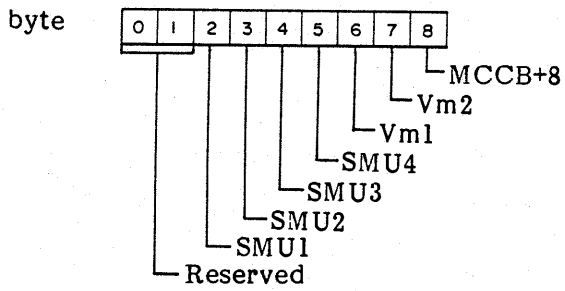 byte 0 1 2 3 4 5 6 7 8
MCCB+8
Vm2
Vm1
SMU4
SMU3
SMU2
SMU1
Reserved